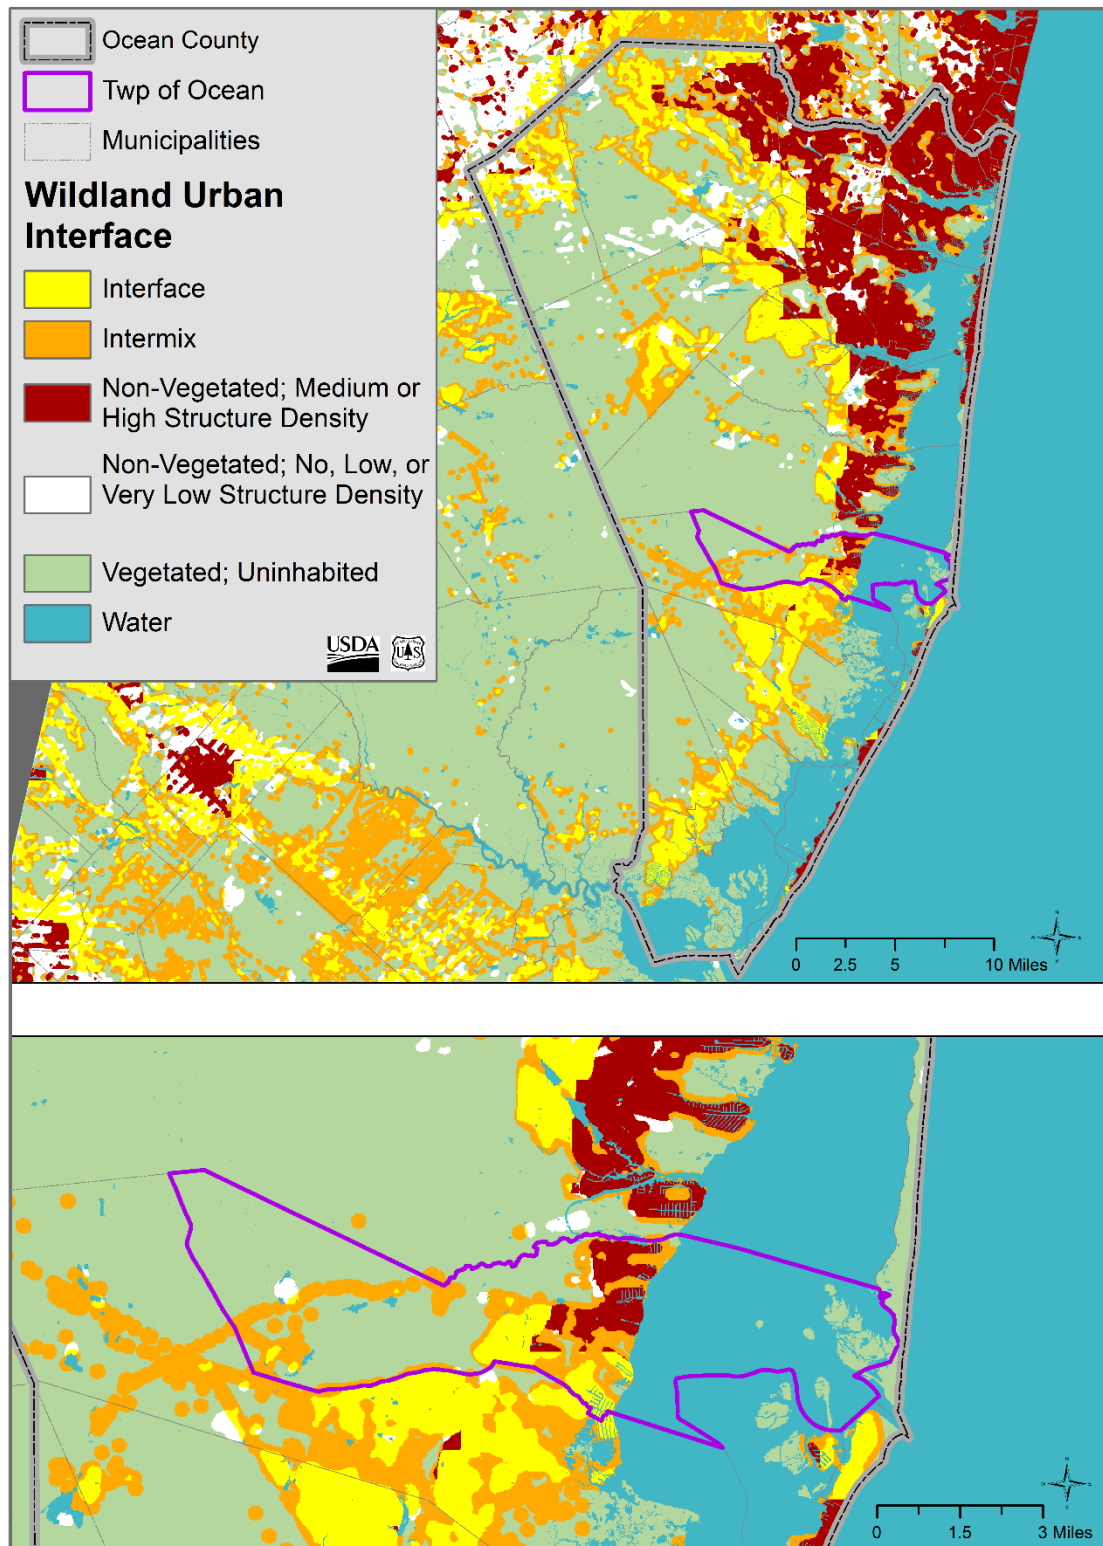 Ocean County
Twp of Ocean
Municipalities
Wildland Urban
Interface
Interface
Intermix
Non-Vegetated; Medium or
High Structure Density
Non-Vegetated; No, Low, or
Very Low Structure Density
Vegetated; Uninhabited
Water
USDA
U S
0 2.5 5 10 Miles
0 1.5 3 Miles